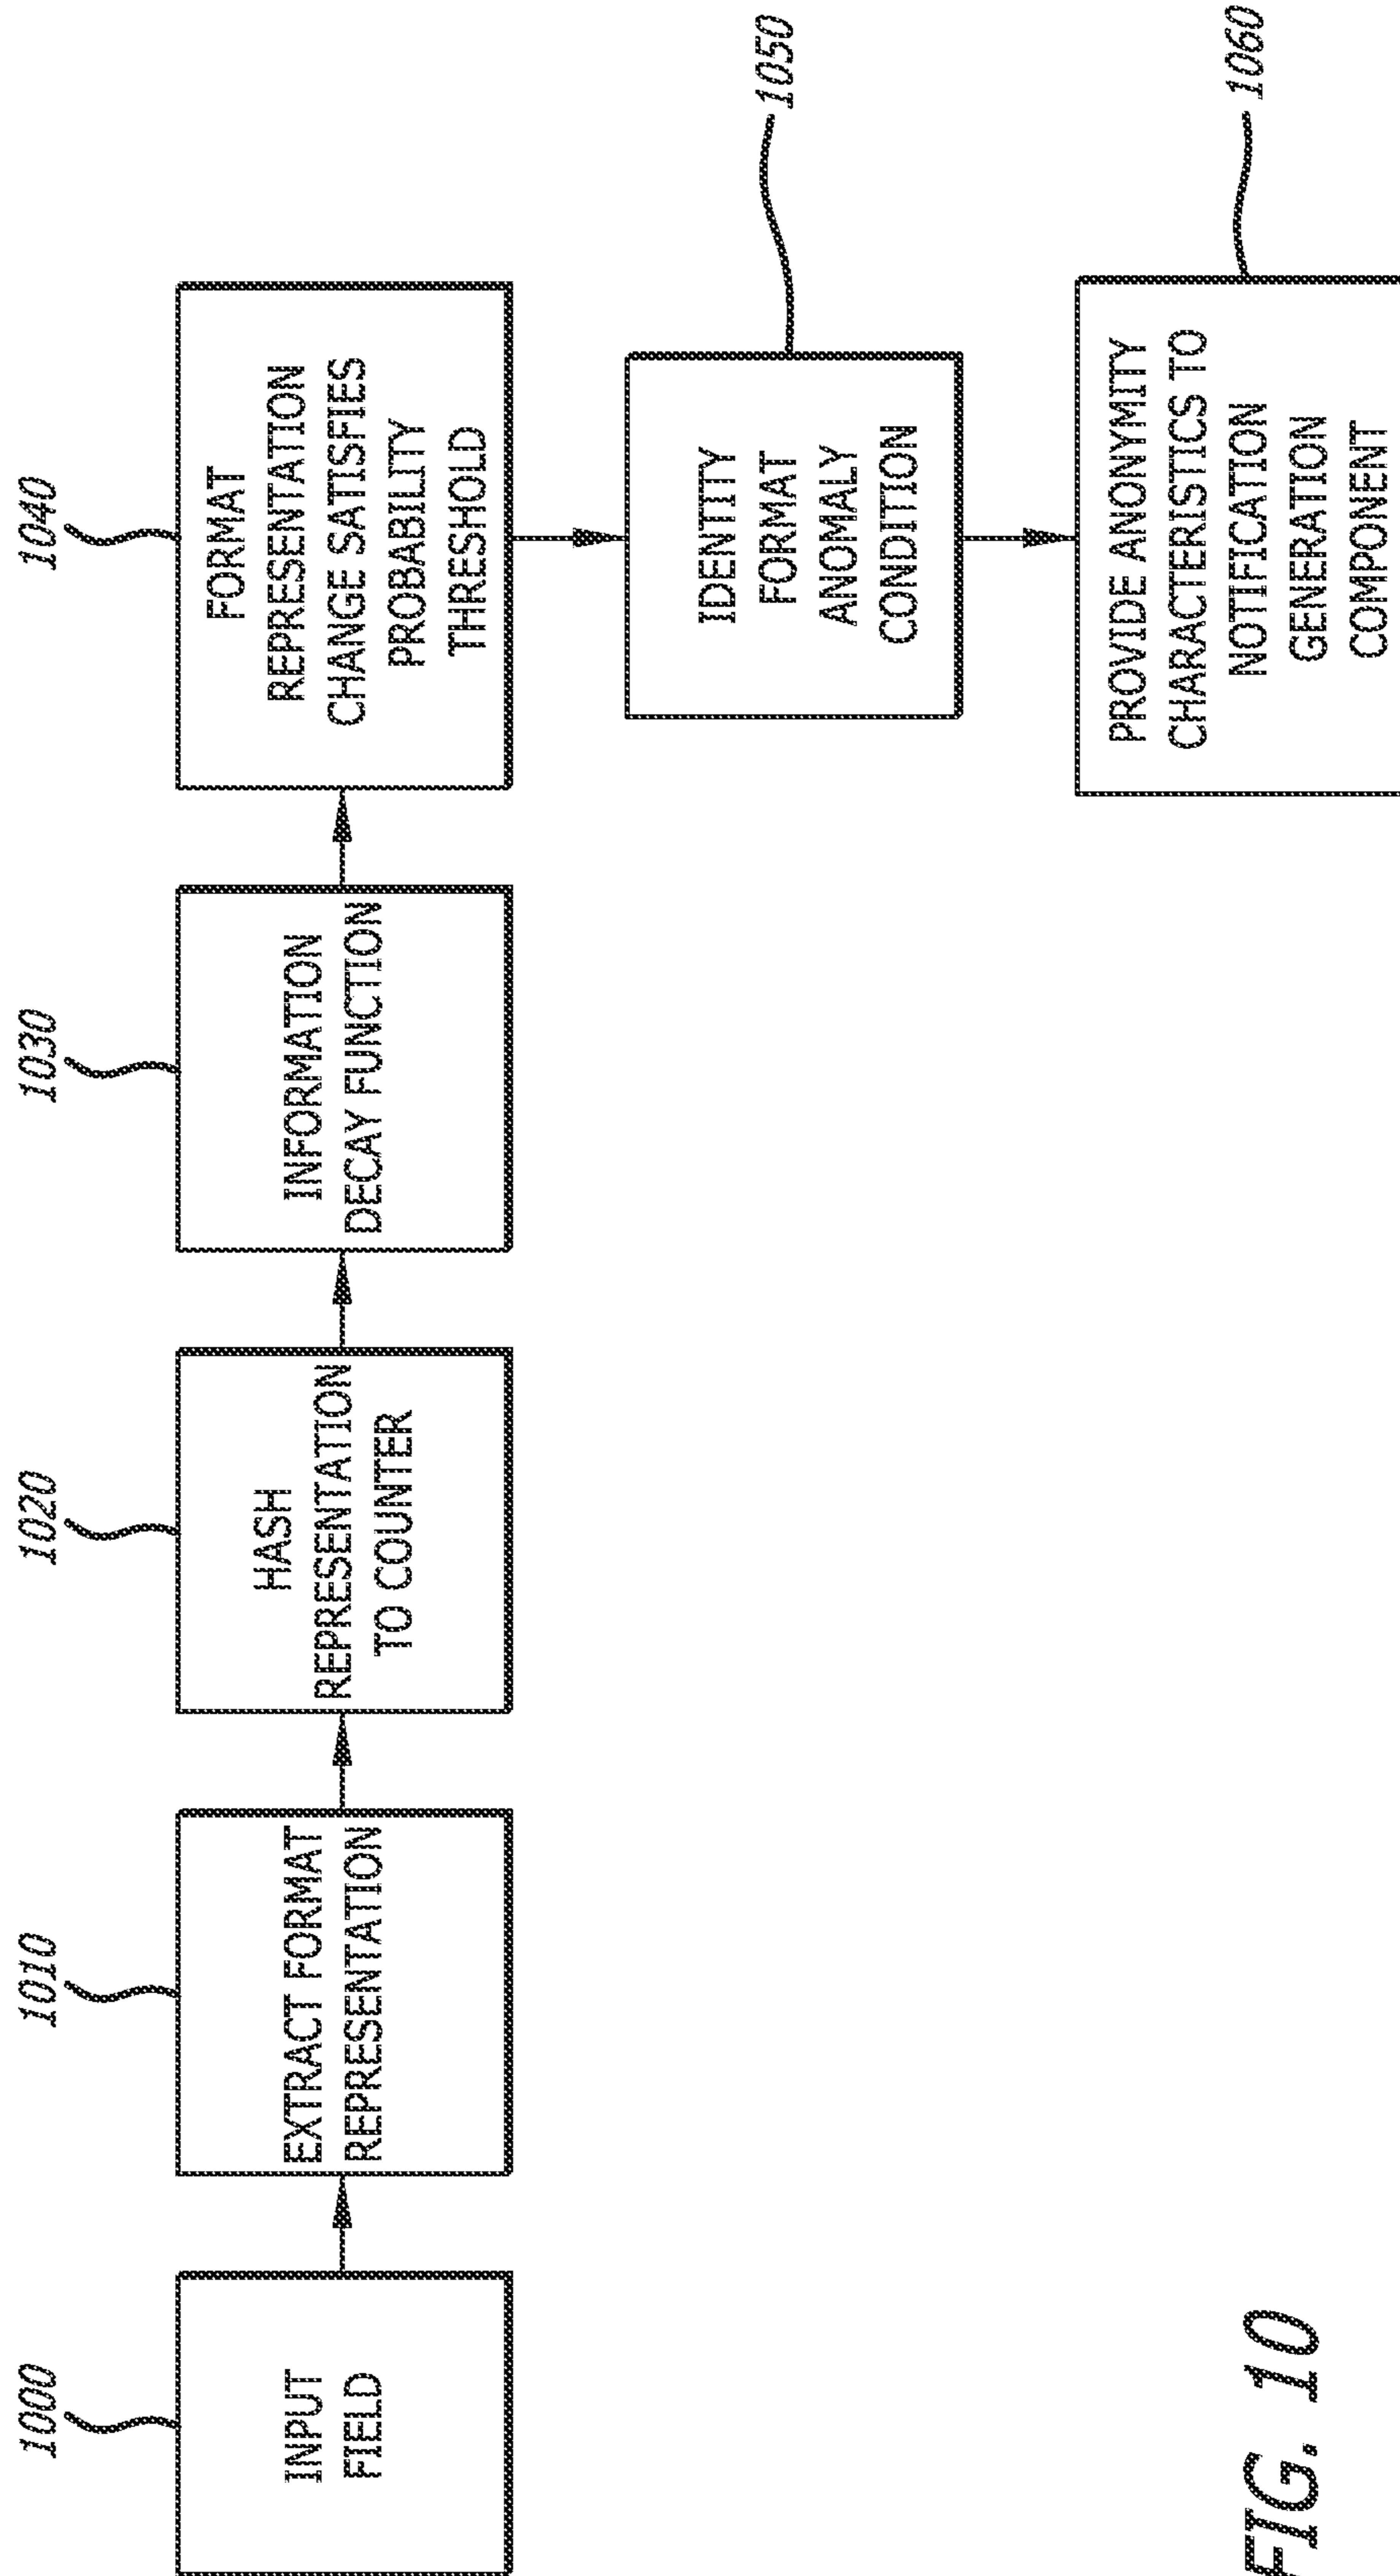 1000
INPUT
FIELD
1010
EXTRACT FORMAT
REPRESENTATION
1020
HASH
REPRESENTATION
TO COUNTER
1030
INFORMATION
DECAY FUNCTION
1040
FORMAT
REPRESENTATION
CHANGE SATISFIES
PROBABILITY
THRESHOLD
1050
IDENTITY
FORMAT
ANOMALY
CONDITION
1060
PROVIDE ANONYMITY
CHARACTERISTICS TO
NOTIFICATION
GENERATION
COMPONENT
FIG. 10